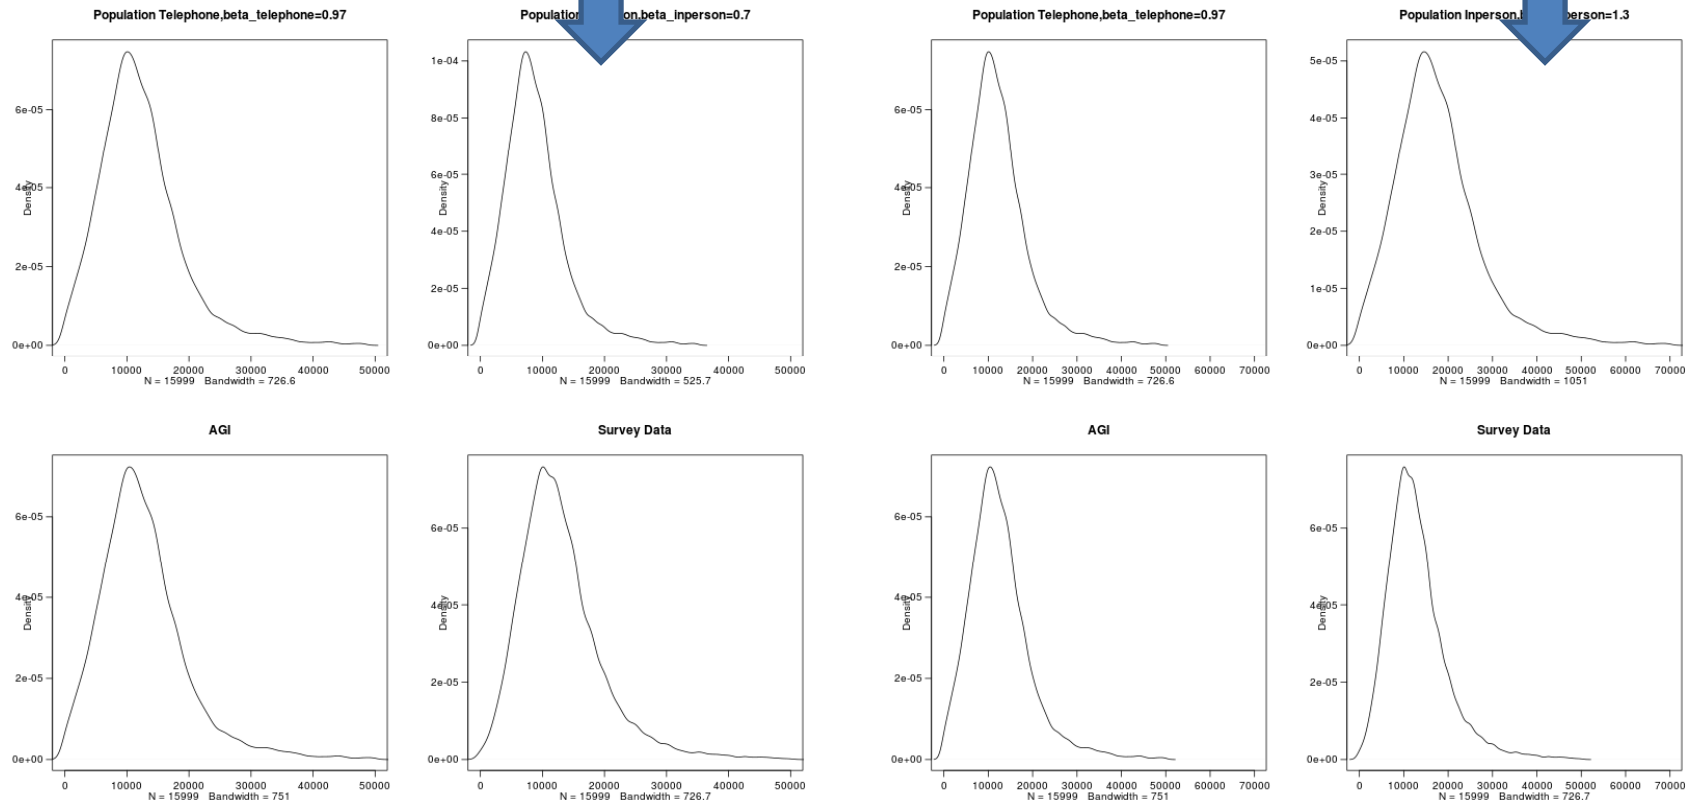 Population Telephone,beta_telephone=0.97
Population on.beta_inperson=0.7
Population Telephone,beta_telephone=0.97
Population Inperson. person=1.3
Density
6e-05
4e-05
2e-05
0e+00
0 10000 20000 30000 40000 50000
N = 15999 Bandwidth = 726.6
Density
1e-04
8e-05
6e-05
4e-05
2e-05
0e+00
0 10000 20000 30000 40000 50000
N = 15999 Bandwidth = 525.7
Density
6e-05
4e-05
2e-05
0e+00
0 10000 20000 30000 40000 50000 60000 70000
N = 15999 Bandwidth = 726.6
Density
5e-05
4e-05
3e-05
2e-05
1e-05
0e+00
0 10000 20000 30000 40000 50000 60000 70000
N = 15999 Bandwidth = 1051
AGI
Survey Data
AGI
Survey Data
Density
6e-05
4e-05
2e-05
0e+00
0 10000 20000 30000 40000 50000
N = 15999 Bandwidth = 751
Density
6e-05
4e-05
2e-05
0e+00
0 10000 20000 30000 40000 50000
N = 15999 Bandwidth = 726.7
Density
6e-05
4e-05
2e-05
0e+00
0 10000 20000 30000 40000 50000 60000 70000
N = 15999 Bandwidth = 751
Density
6e-05
4e-05
2e-05
0e+00
0 10000 20000 30000 40000 50000 60000 70000
N = 15999 Bandwidth = 726.7